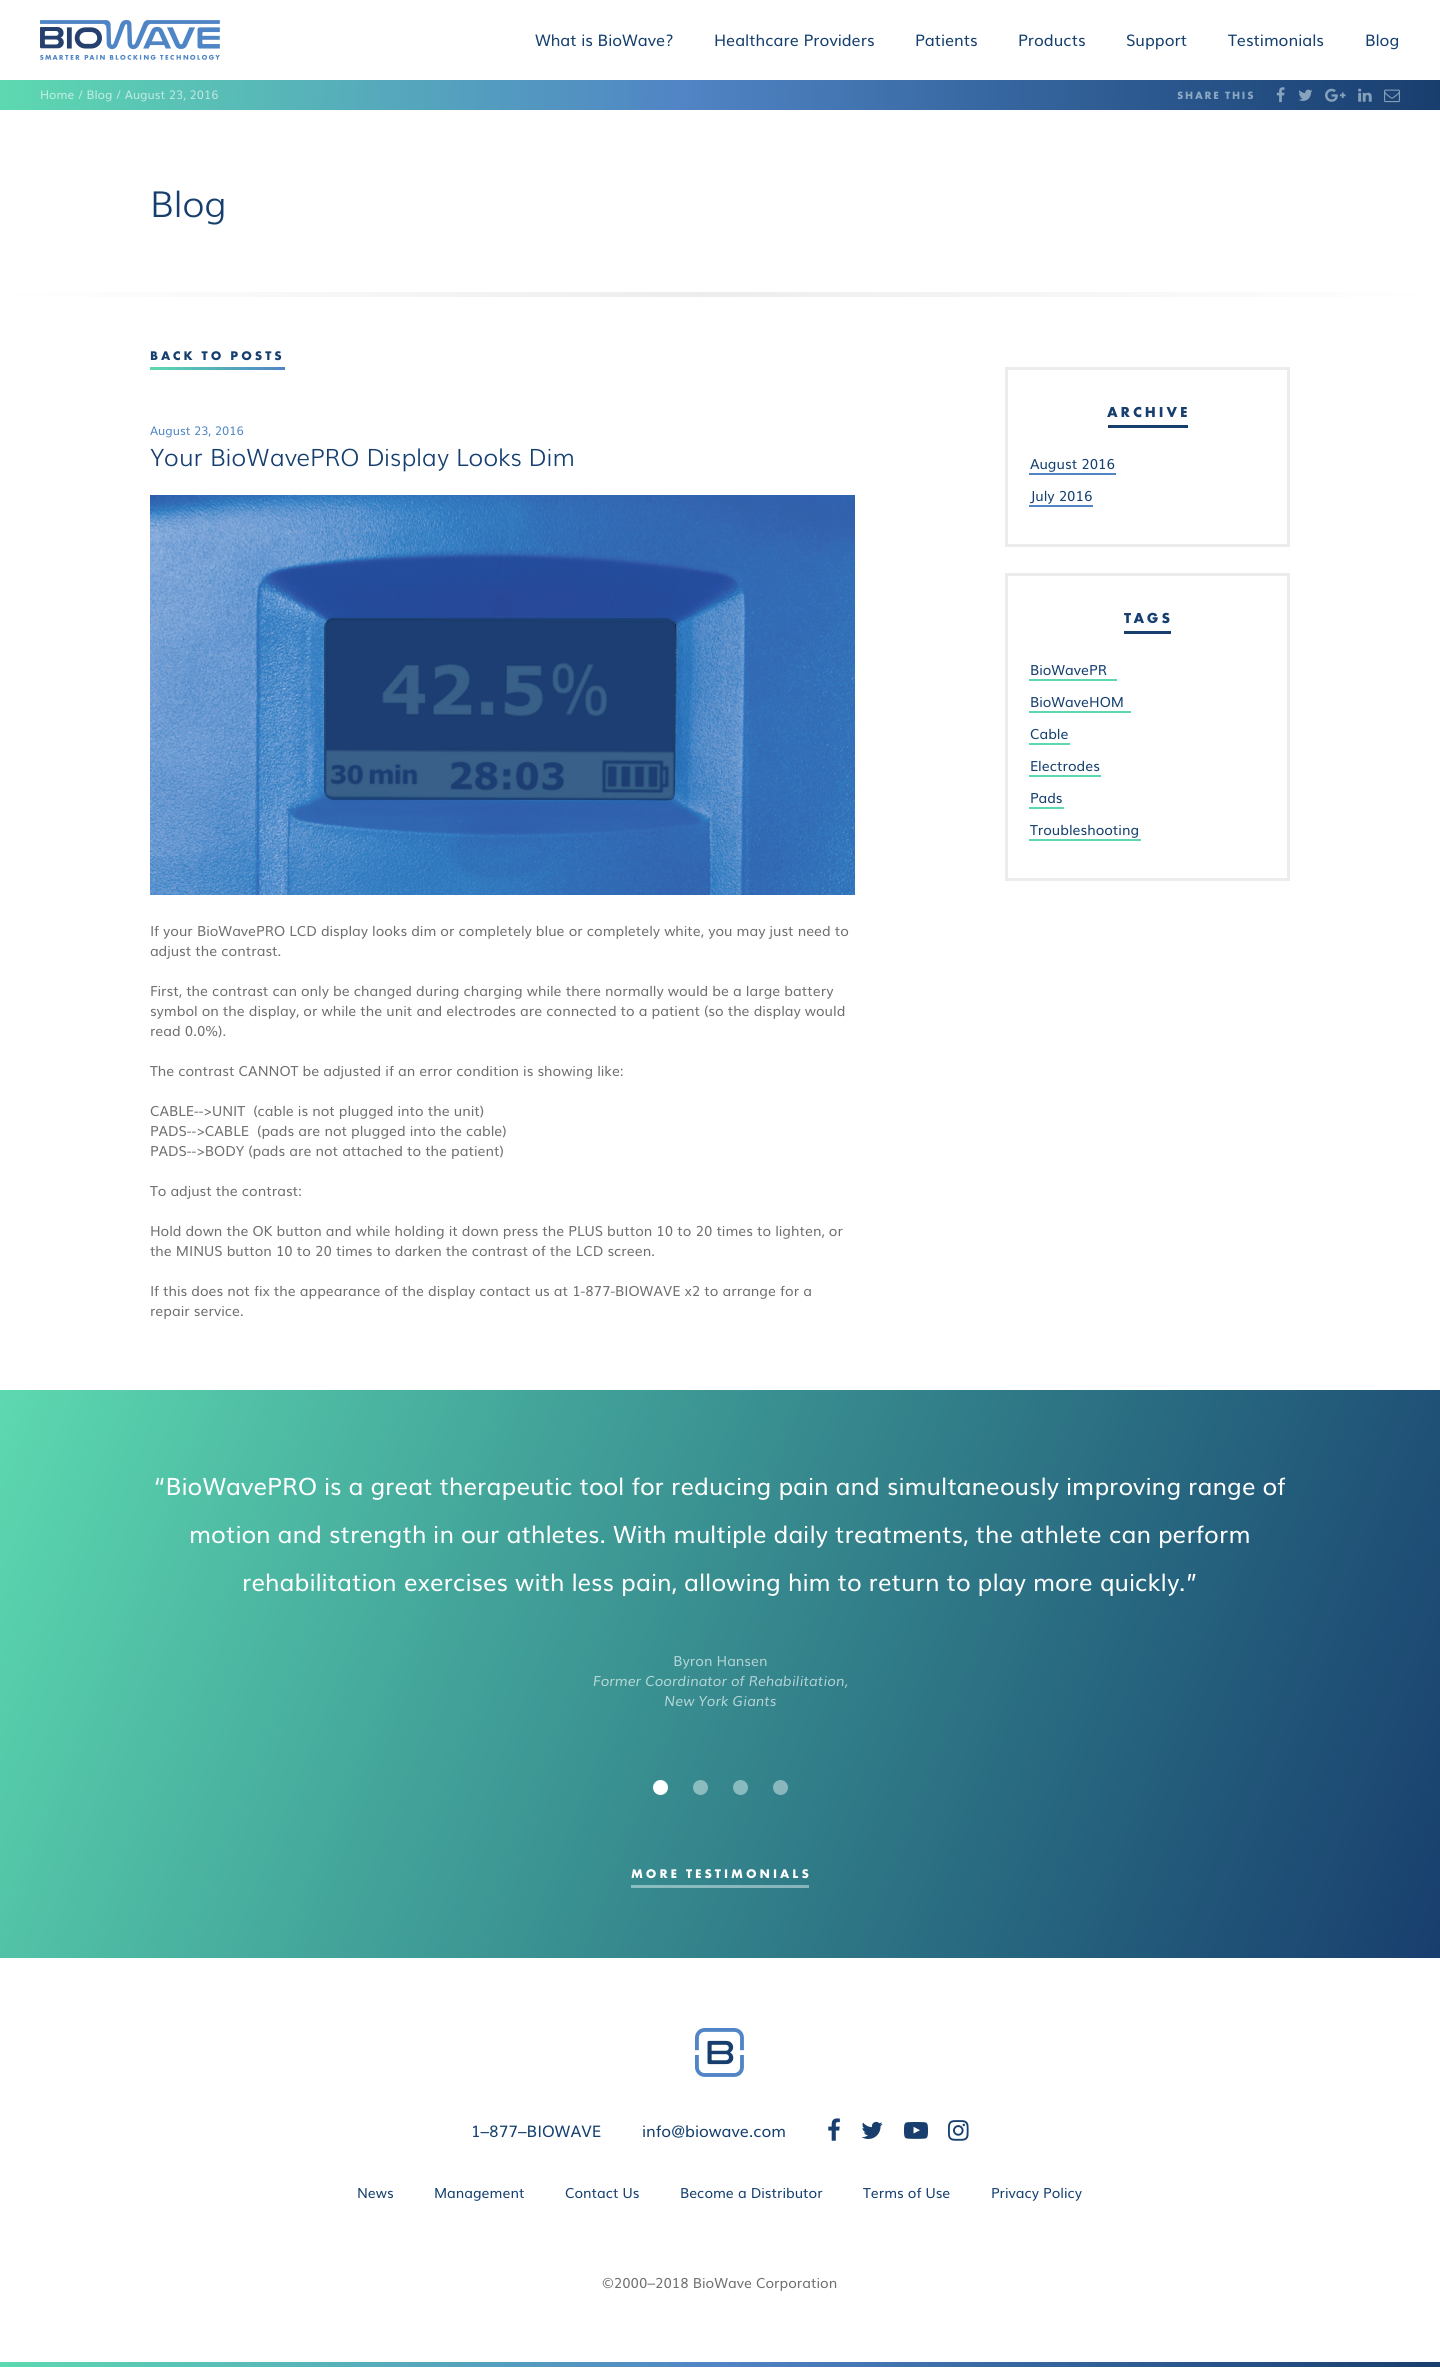 BIOWAVE
SMARTER PAIN BLOCKING TECHNOLOGY
What is BioWave? Healthcare Providers Patients Products Support Testimonials Blog
Home / Blog / August 23, 2016
SHARE THIS
Blog
BACK TO POSTS
August 23, 2016
Your BioWavePRO Display Looks Dim
42.5%
30 min 28:03
If your BioWavePRO LCD display looks dim or completely blue or completely white, you may just need to
adjust the contrast.
First, the contrast can only be changed during charging while there normally would be a large battery
symbol on the display, or while the unit and electrodes are connected to a patient (so the display would
read 0.0%).
The contrast CANNOT be adjusted if an error condition is showing like:
CABLE-->UNIT  (cable is not plugged into the unit)
PADS-->CABLE  (pads are not plugged into the cable)
PADS-->BODY (pads are not attached to the patient)
To adjust the contrast:
Hold down the OK button and while holding it down press the PLUS button 10 to 20 times to lighten, or
the MINUS button 10 to 20 times to darken the contrast of the LCD screen.
If this does not fix the appearance of the display contact us at 1-877-BIOWAVE x2 to arrange for a
repair service.
ARCHIVE
August 2016
July 2016
TAGS
BioWavePR
BioWaveHOM
Cable
Electrodes
Pads
Troubleshooting
“BioWavePRO is a great therapeutic tool for reducing pain and simultaneously improving range of
motion and strength in our athletes. With multiple daily treatments, the athlete can perform
rehabilitation exercises with less pain, allowing him to return to play more quickly.”
Byron Hansen
Former Coordinator of Rehabilitation,
New York Giants
MORE TESTIMONIALS
B
1–877–BIOWAVE info@biowave.com
News Management Contact Us Become a Distributor Terms of Use Privacy Policy
©2000–2018 BioWave Corporation